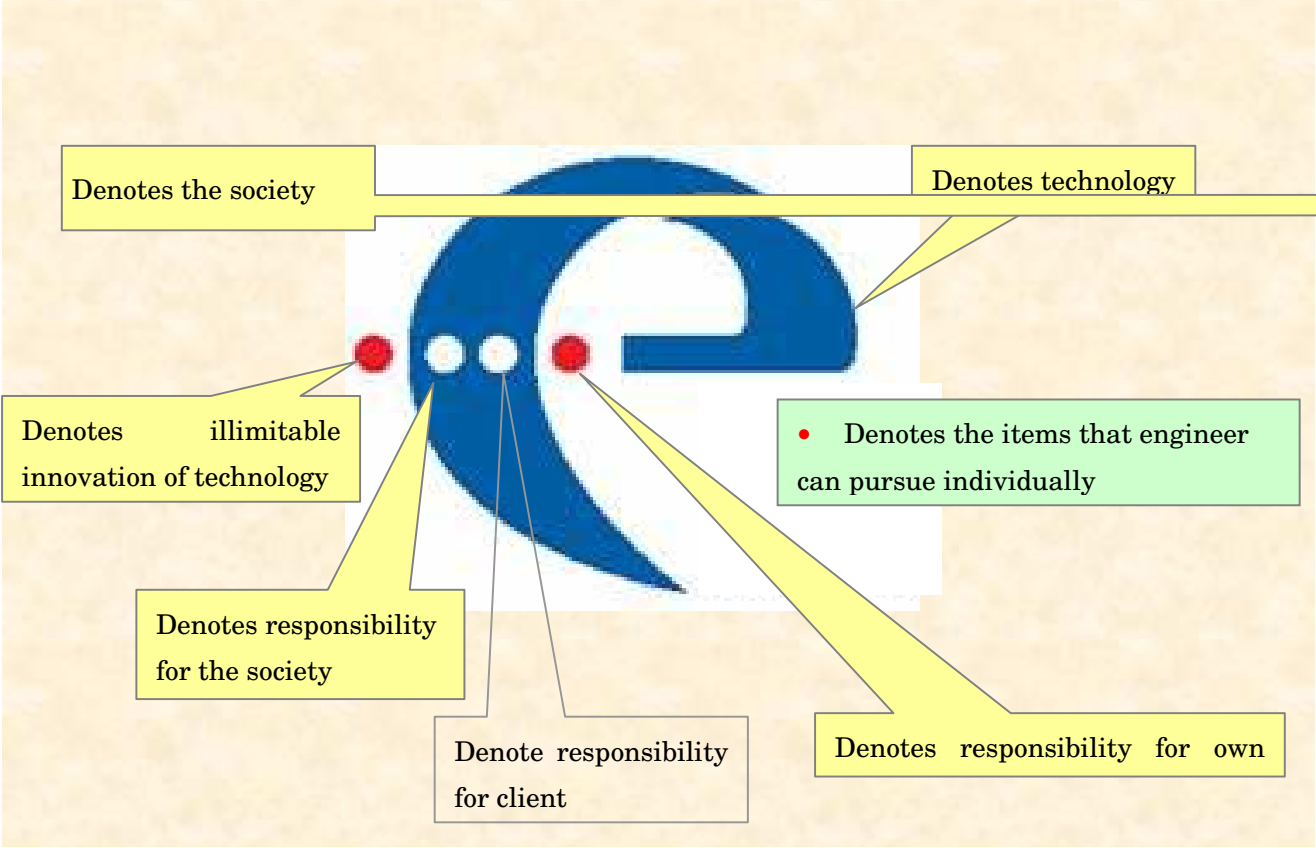 Denotes the society
Denotes technology
Denotes illimitable
innovation of technology
• Denotes the items that engineer
can pursue individually
Denotes responsibility
for the society
Denote responsibility
for client
Denotes responsibility for own